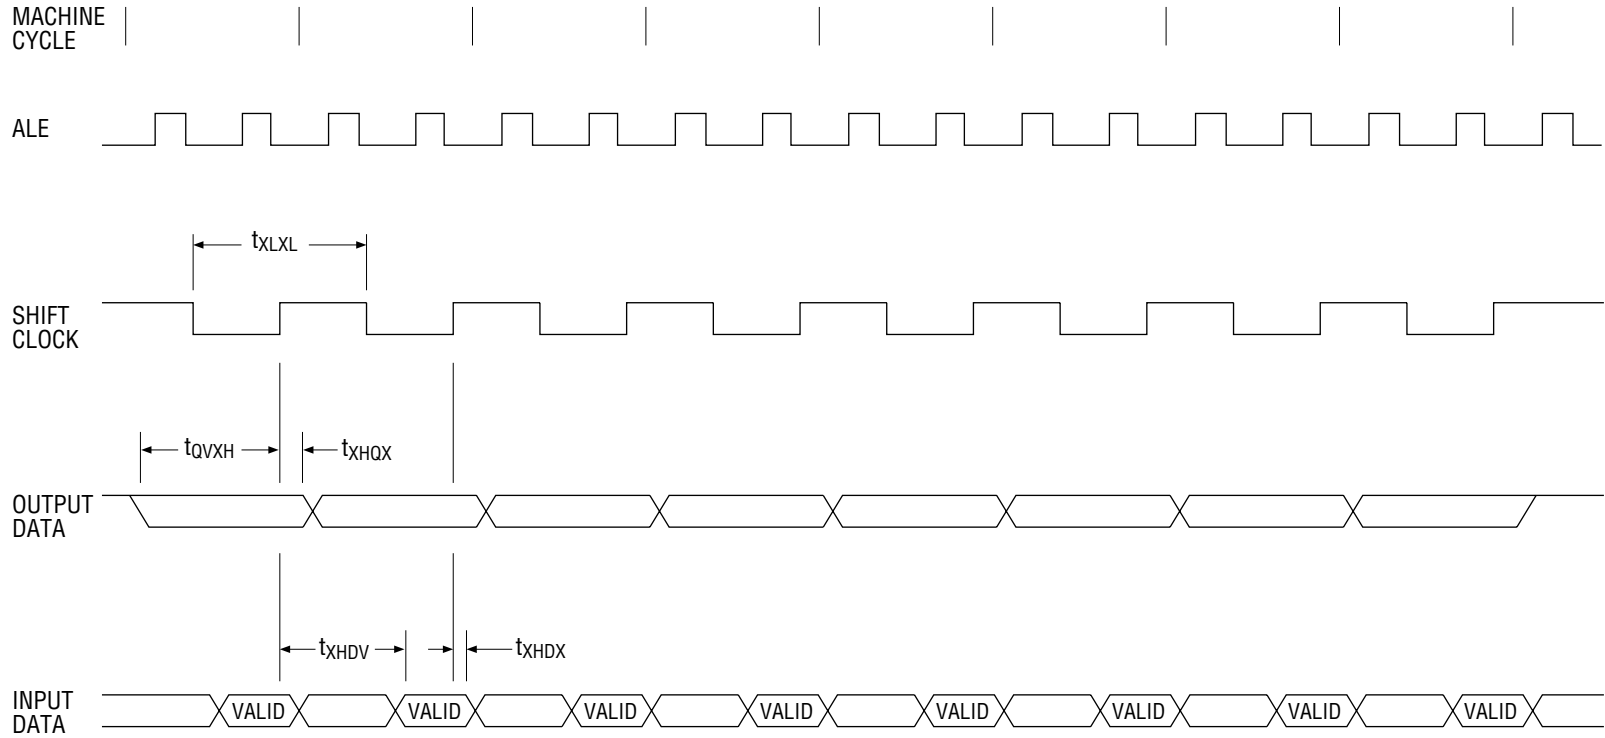 MACHINE
CYCLE
ALE
tXLXL
SHIFT
CLOCK
tQVXH
tXHQX
OUTPUT
DATA
tXHDV
tXHDX
INPUT
DATA
VALID VALID VALID VALID VALID VALID VALID VALID